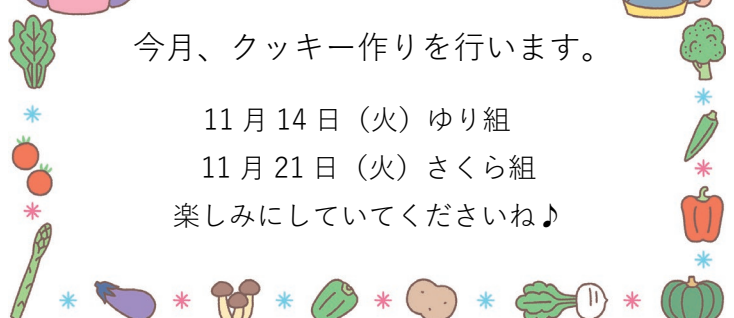 今月、クッキー作りを行います。
11月14日（火）ゆり組
11月21日（火）さくら組
楽しみにしていてくださいね♪